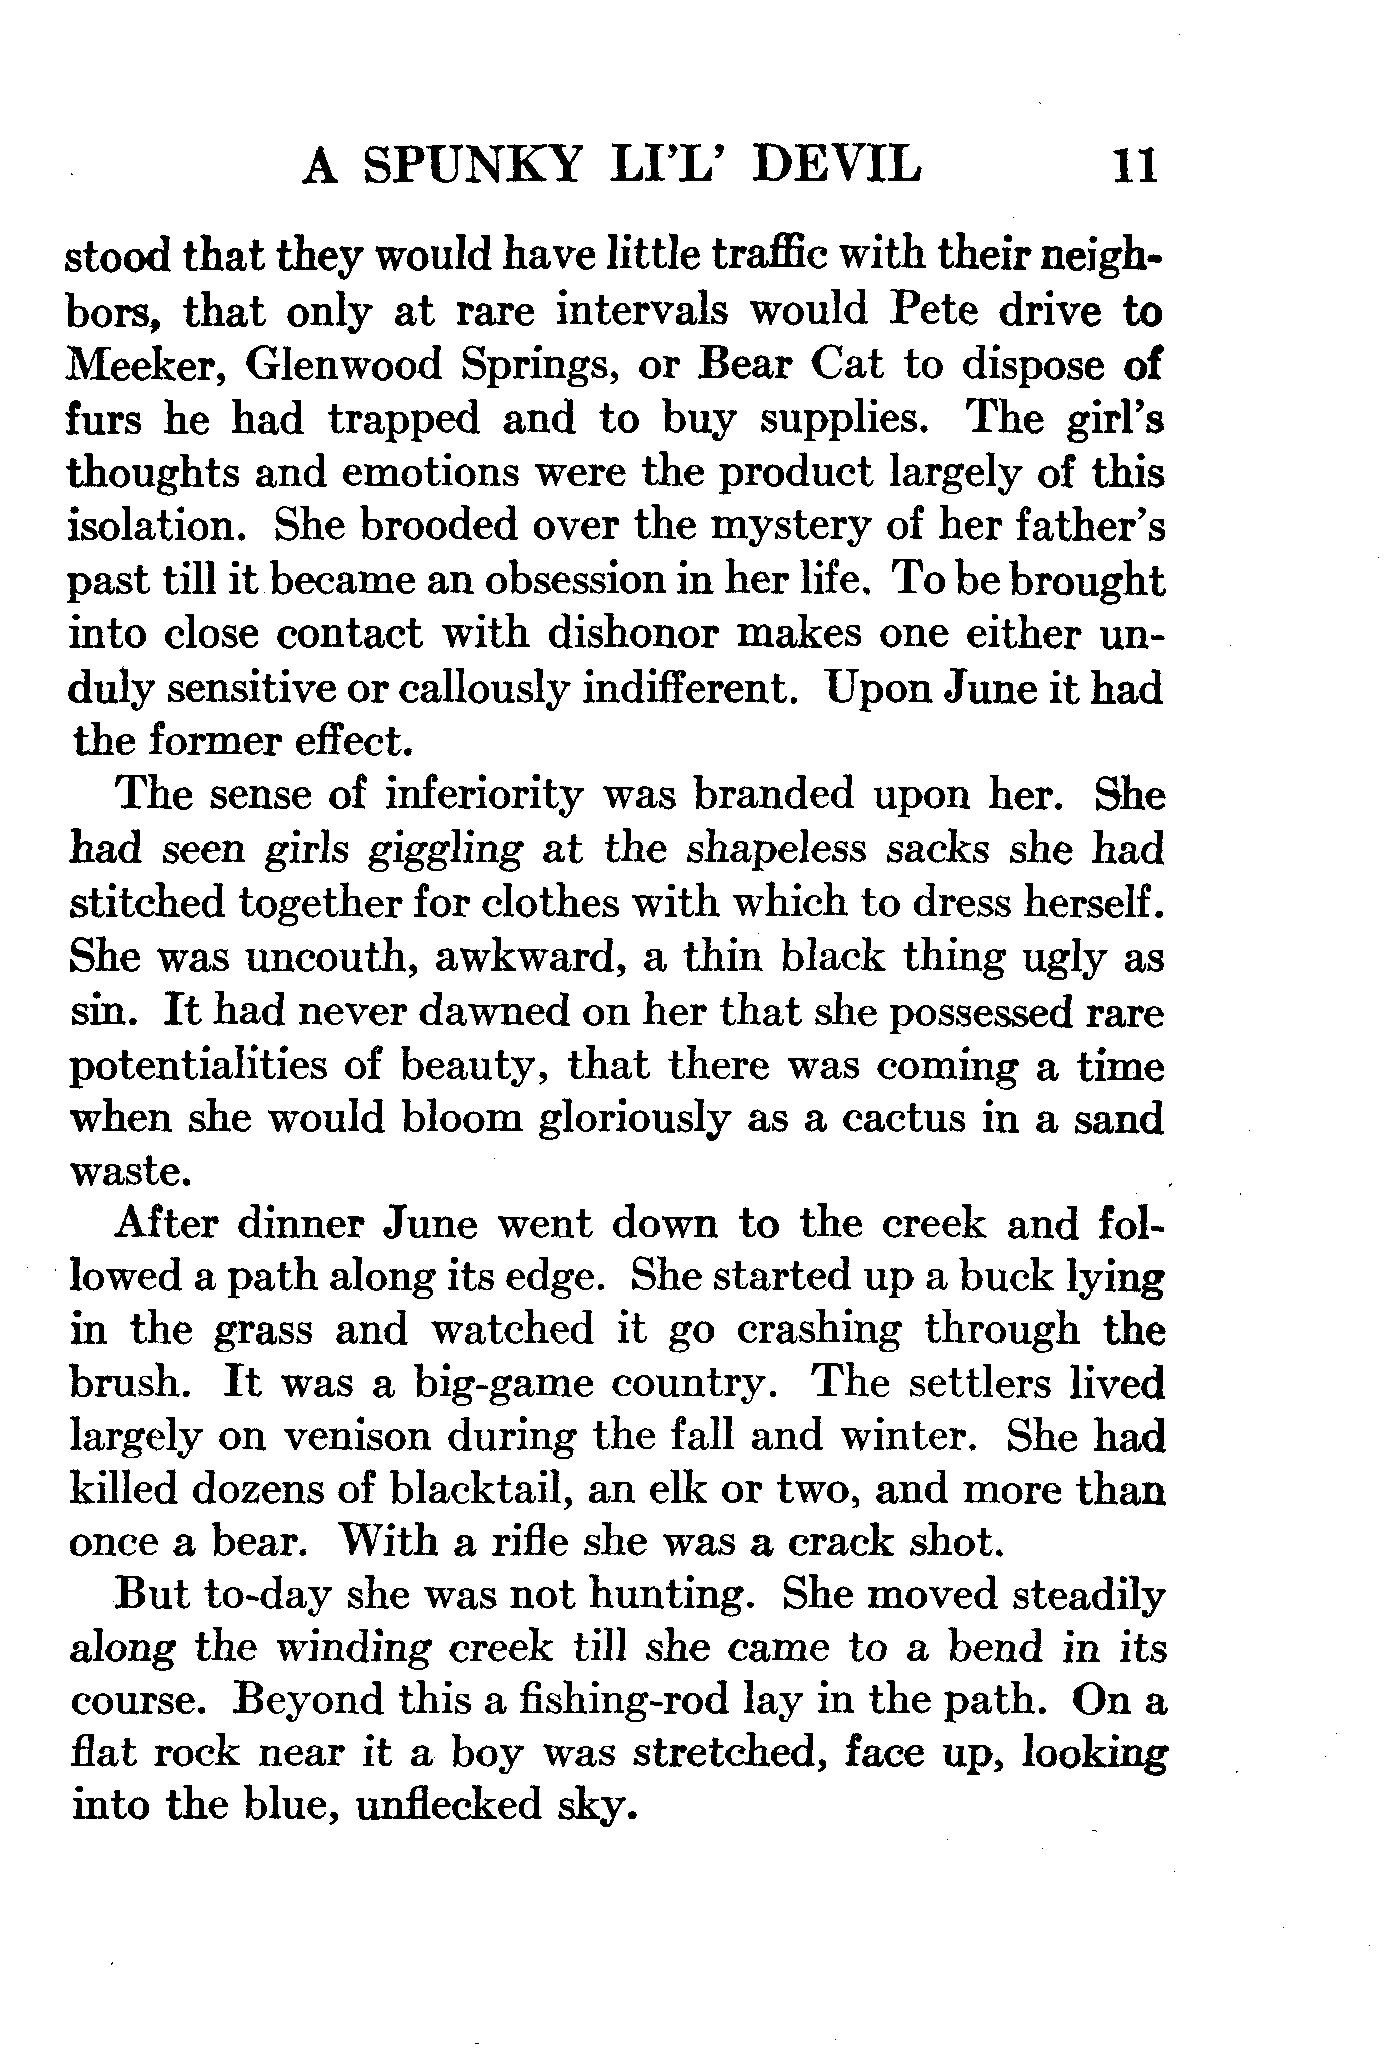 A SPUNKY LI'L' DEVIL 11
stood that they would have little traffic with their neigh-
bors, that only at rare intervals would Pete drive to
Meeker, Glenwood Springs, or Bear Cat to dispose of
furs he had trapped and to buy supplies. The girl's
thoughts and emotions were the product largely of this
isolation. She brooded over the mystery of her father's
past till it became an obsession in her life. To be brought
into close contact with dishonor makes one either un-
duly sensitive or callously indifferent. Upon June it had
the former effect.
The sense of inferiority was branded upon her. She
had seen girls giggling at the shapeless sacks she had
stitched together for clothes with which to dress herself.
She was uncouth, awkward, a thin black thing ugly as
sin. It had never dawned on her that she possessed rare
potentialities of beauty, that there was coming a time
when she would bloom gloriously as a cactus in a sand
waste.
After dinner June went down to the creek and fol-
lowed a path along its edge. She started up a buck lying
in the grass and watched it go crashing through the
brush. It was a big-game country. The settlers lived
largely on venison during the fall and winter. She had
killed dozens of blacktail, an elk or two, and more than
once a bear. With a rifle she was a crack shot.
But to-day she was not hunting. She moved steadily
along the winding creek till she came to a bend in its
course. Beyond this a fishing-rod lay in the path. On a
flat rock near it a boy was stretched, face up, looking
into the blue, unflecked sky.